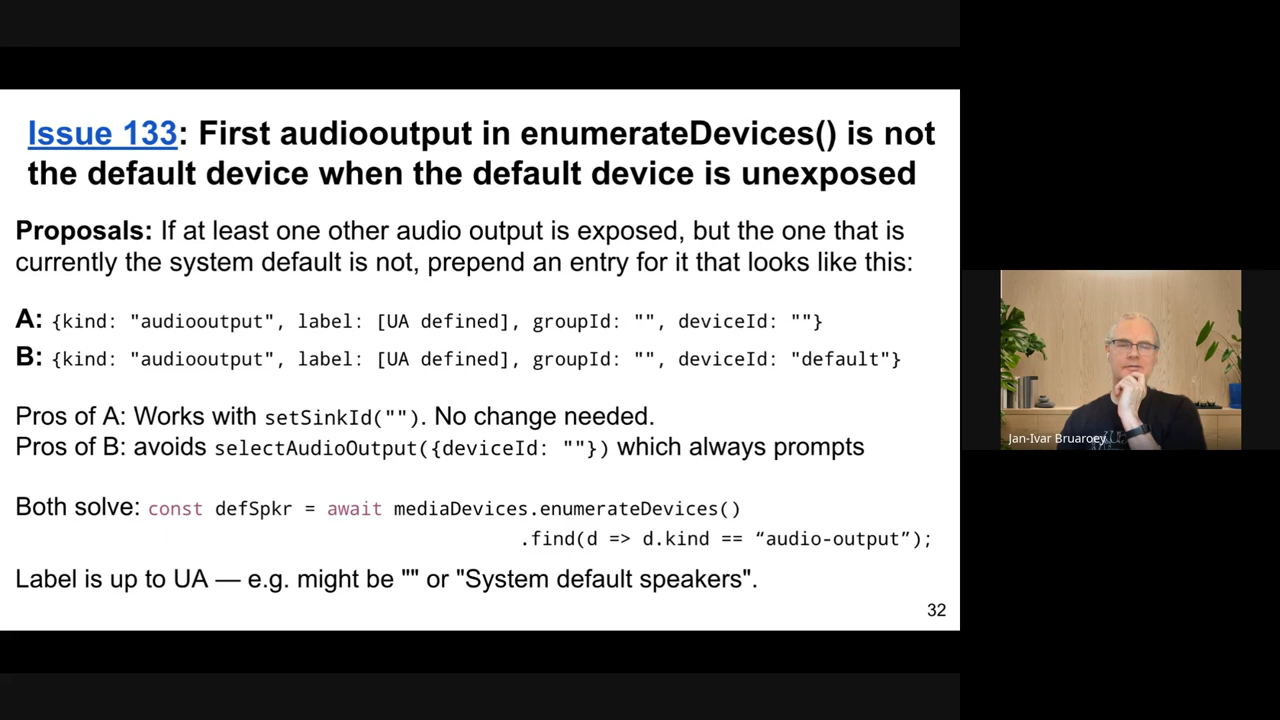 Issue 133: First audiooutput in enumerateDevices() is not
the default device when the default device is unexposed
Proposals: If at least one other audio output is exposed, but the one that is
currently the system default is not, prepend an entry for it that looks like this:
A: {kind: "audiooutput", label: [UA defined], groupId: "", deviceId: ""}
B: {kind: "audiooutput", label: [UA defined], groupId: "", deviceId: "default"}
Pros of A: Works with setSinkId(""). No change needed.
Pros of B: avoids selectAudioOutput({deviceId: ""}) which always prompts
Both solve: const defSpkr = await mediaDevices.enumerateDevices()
.find(d => d.kind == “audio-output”);
Label is up to UA — e.g. might be "" or "System default speakers".
32
Jan-Ivar Bruaroey